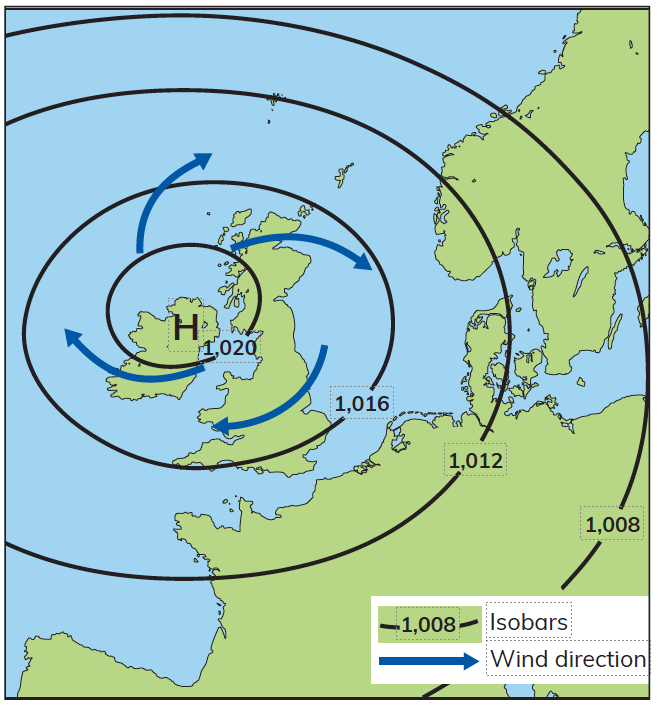 H
1,020
1,016
1,012
1,008
1,008
Isobars
Wind direction